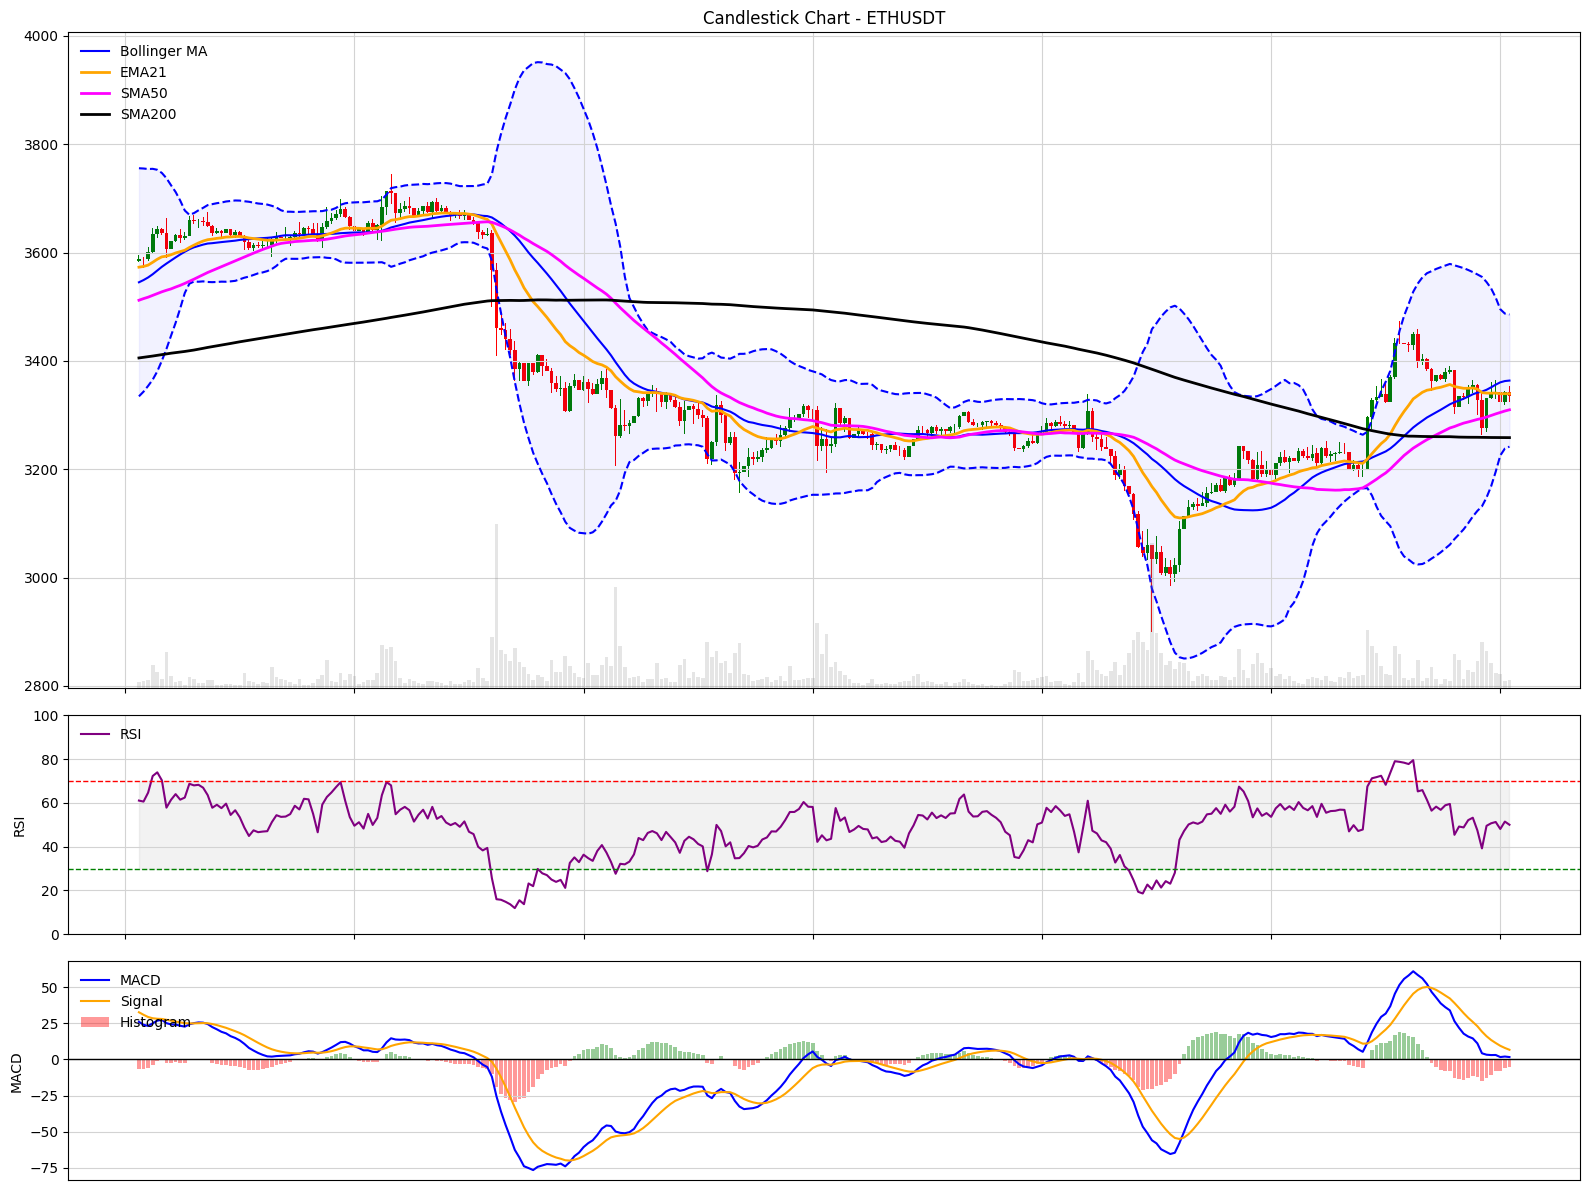 Candlestick Chart - ETHUSDT
4000
3800
3600
3400
3200
3000
2800
Bollinger MA
EMA21
SMA50
SMA200
100
80
60
40
20
0
RSI
RSI
50
25
0
−25
−50
−75
MACD
MACD
Signal
Histogram